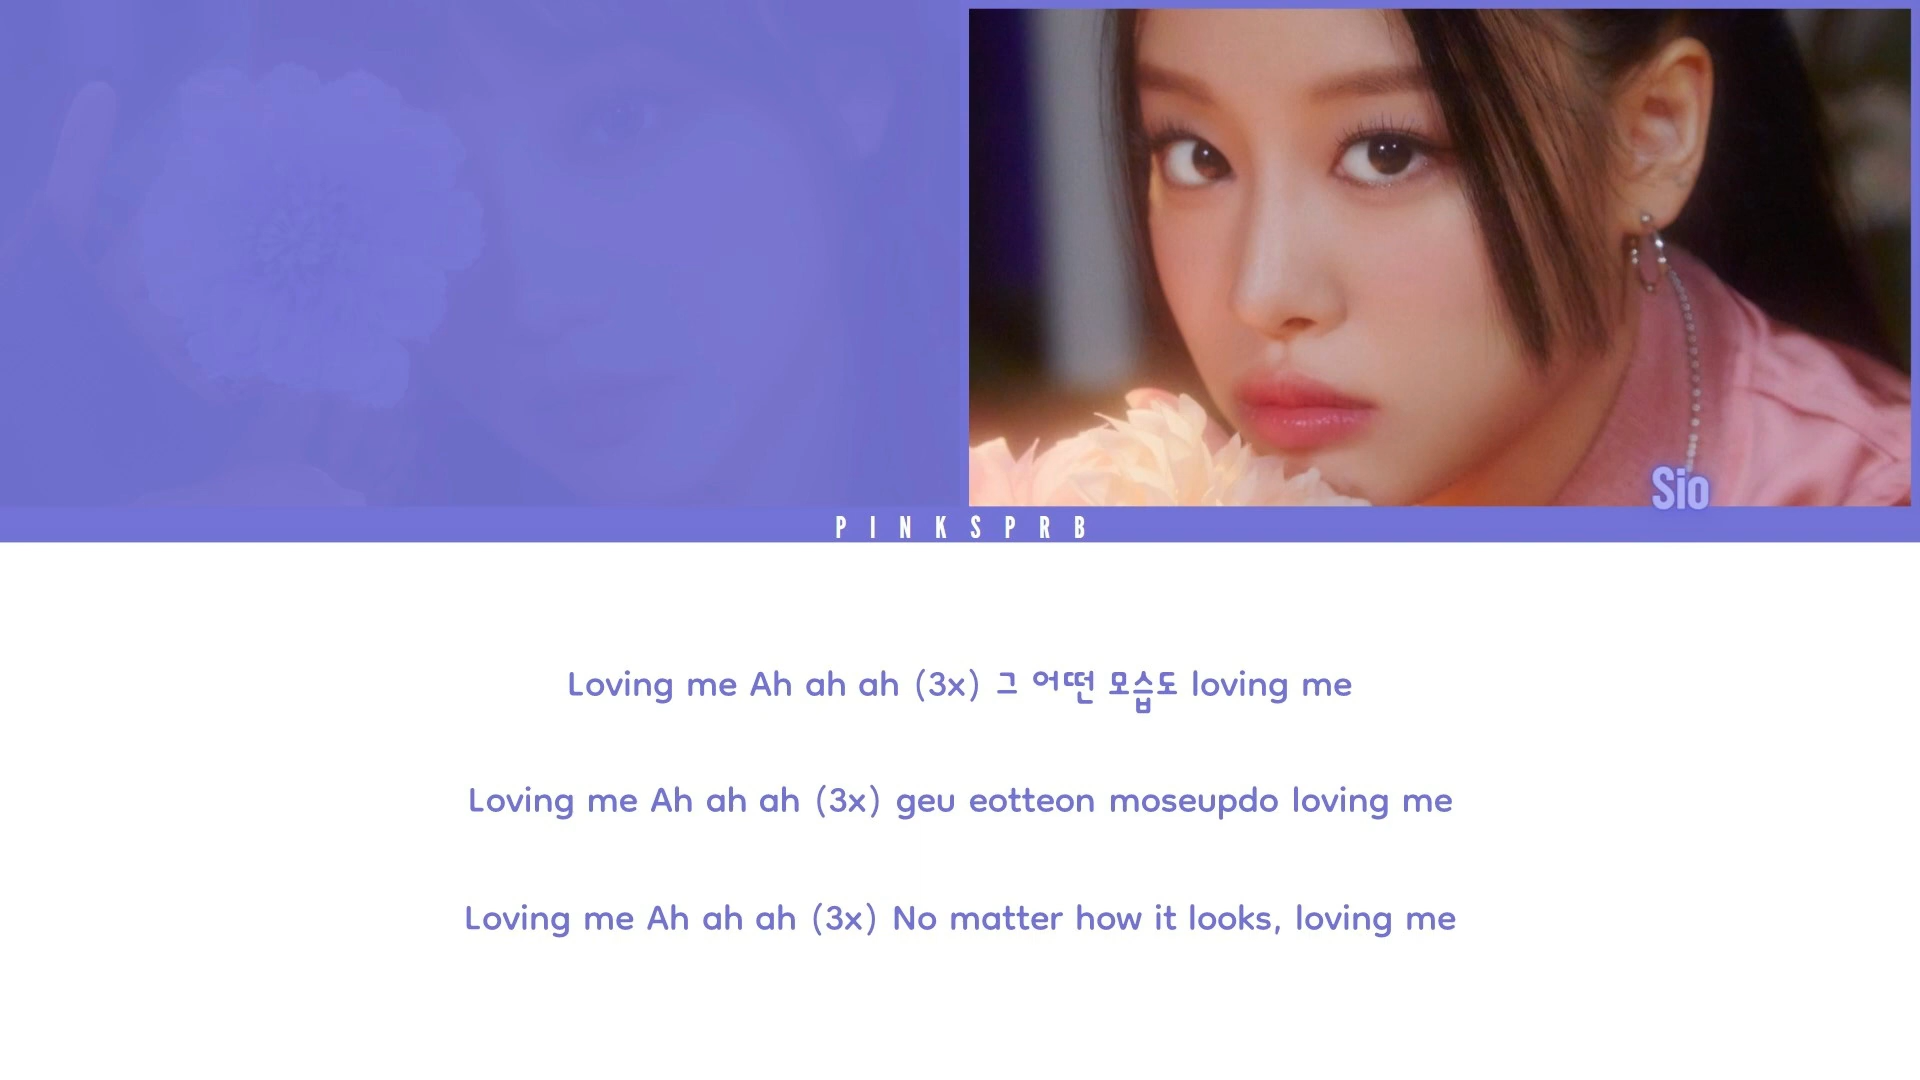 Sio
PINKSPRB
Loving me Ah ah ah (3x) 그 어떤 모습도 loving me
Loving me Ah ah ah (3x) geu eotteon moseupdo loving me
Loving me Ah ah ah (3x) No matter how it looks, loving me